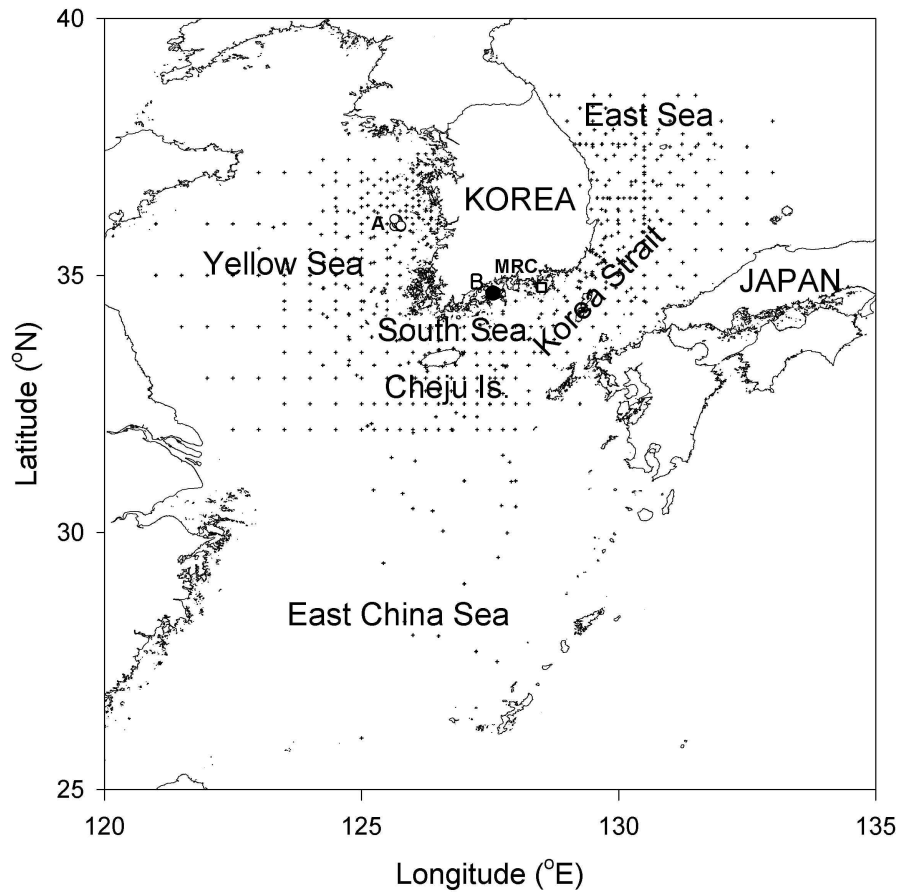 40
East Sea
KOREA
A
Yellow Sea
35
B
MRC
Korea Strait
JAPAN
South Sea
Cheju Is.
Latitude (°N)
30
East China Sea
25
120
125
130
135
Longitude (°E)